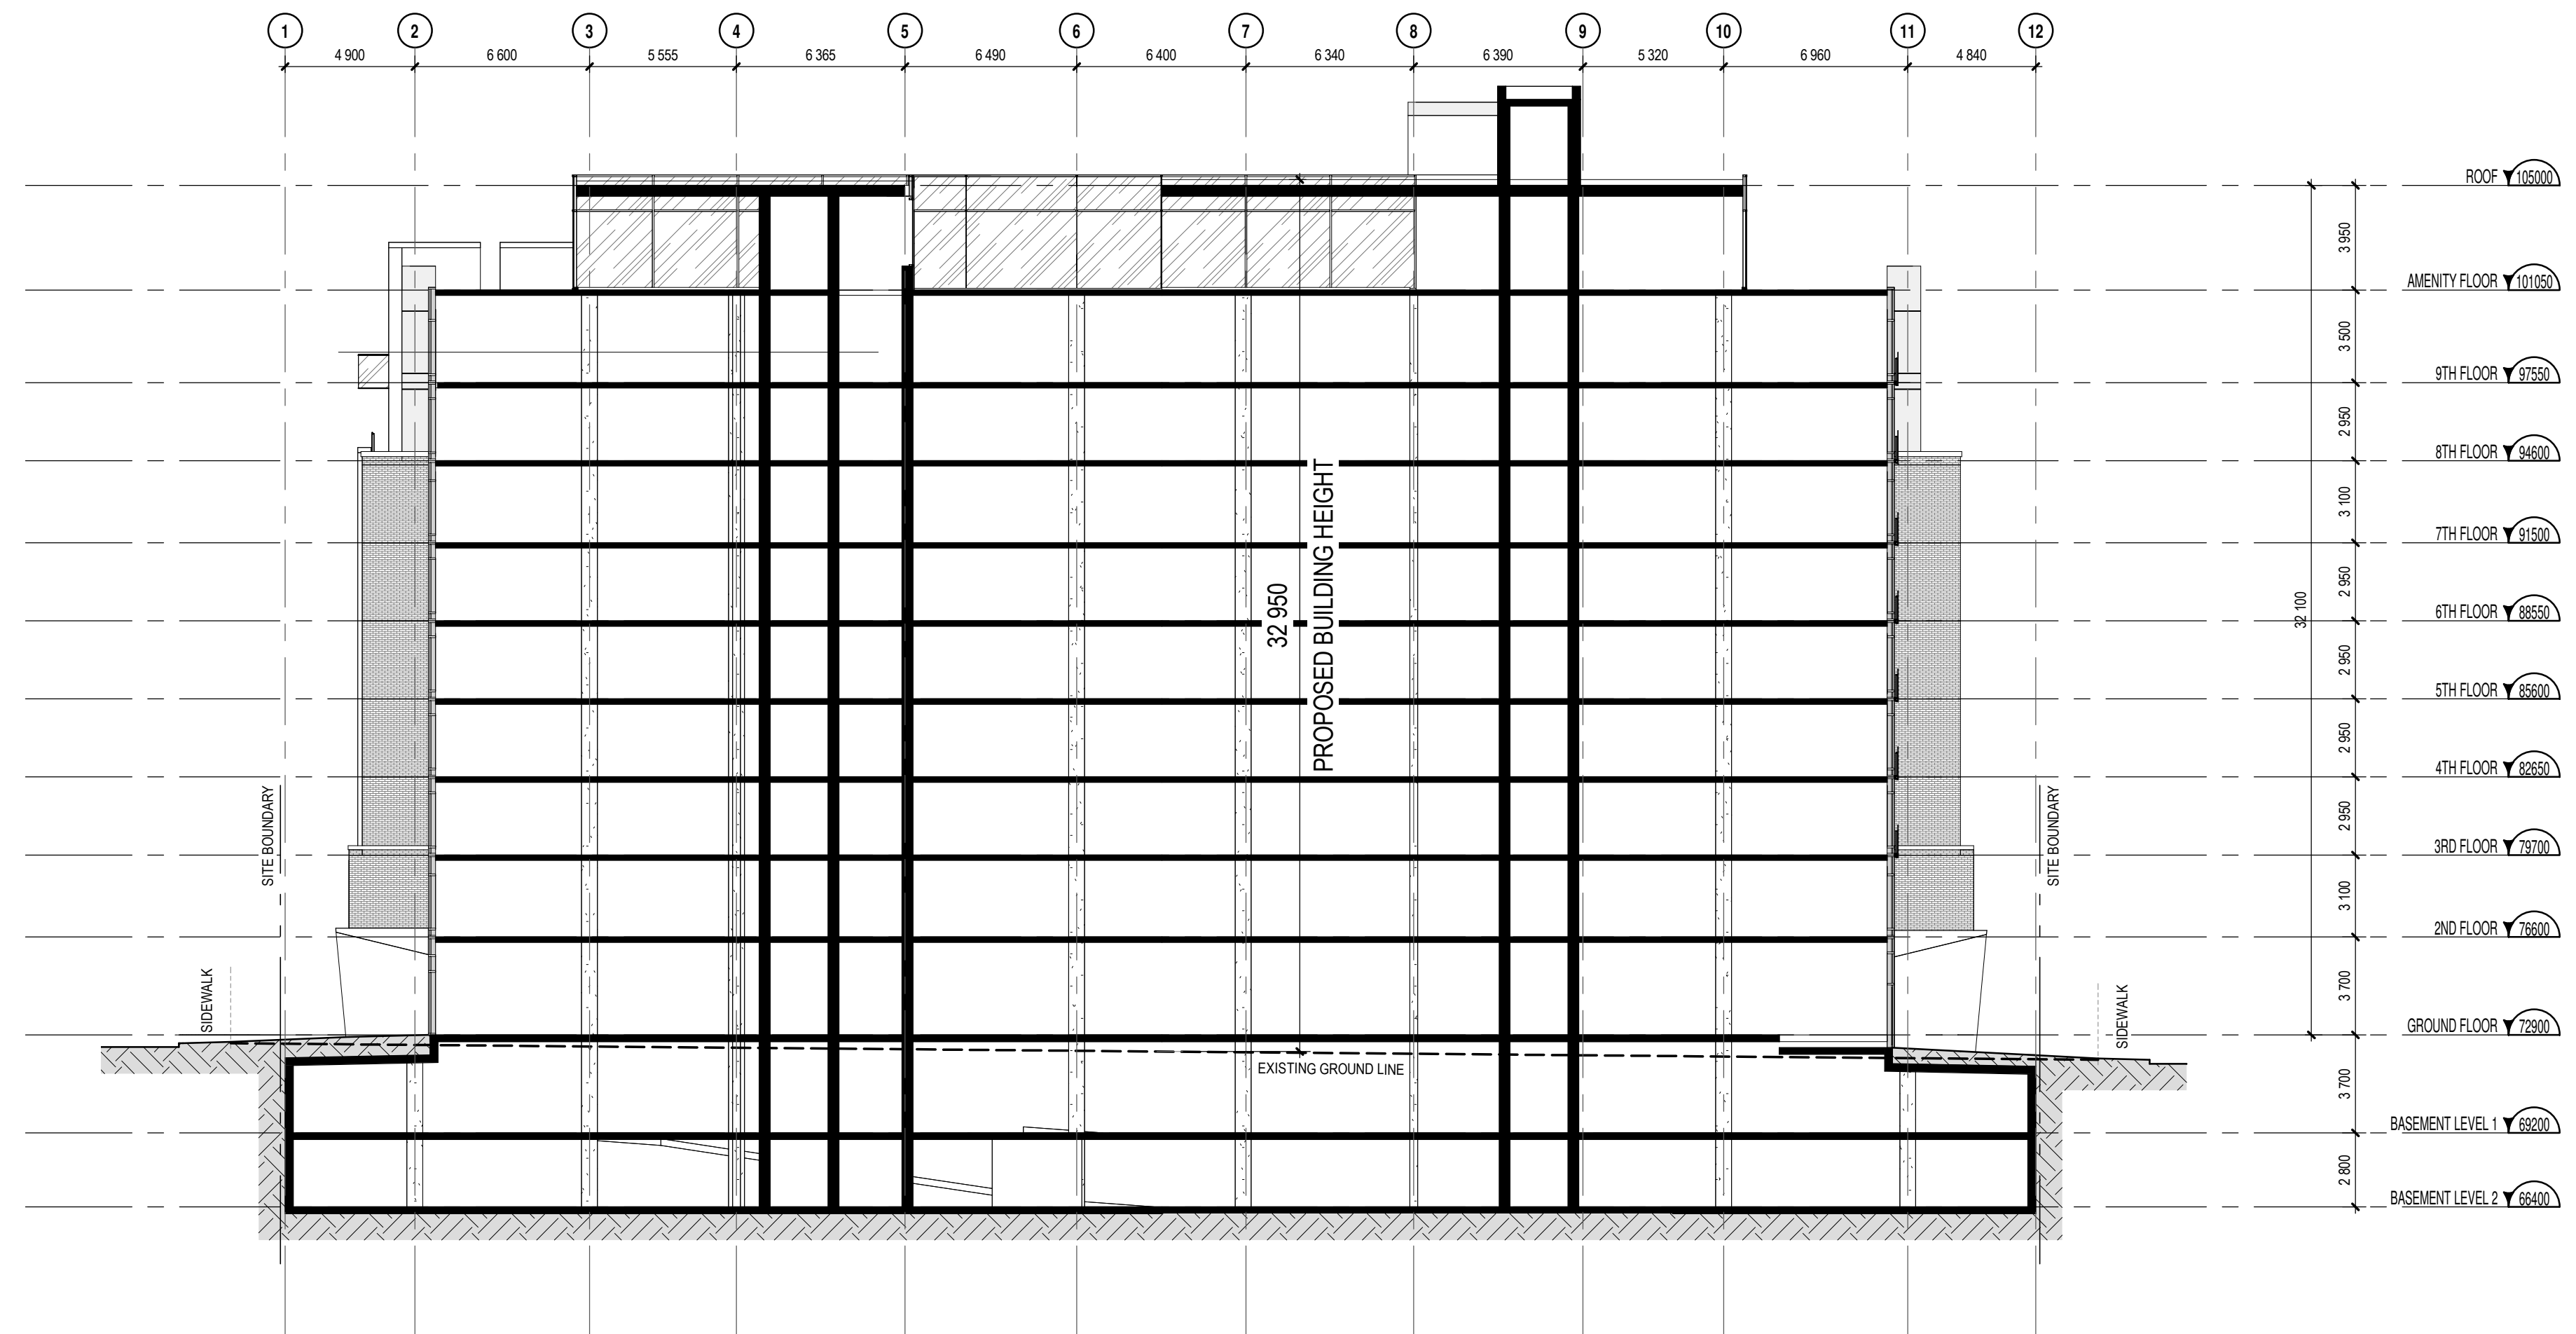 1 2 3 4 5 6 7 8 9 10 11 12
4 900 6 600 5 555 6 365 6 490 6 400 6 340 6 390 5 320 6 960 4 840
ROOF 105000
3 950
AMENITY FLOOR 101050
3 500
9TH FLOOR 97550
2 950
8TH FLOOR 94600
3 100
7TH FLOOR 91500
2 950
6TH FLOOR 88550
2 950
5TH FLOOR 85600
2 950
4TH FLOOR 82650
2 950
3RD FLOOR 79700
3 100
2ND FLOOR 76600
3 700
GROUND FLOOR 72900
3 700
BASEMENT LEVEL 1 69200
2 800
BASEMENT LEVEL 2 66400
32 100
32 950
PROPOSED BUILDING HEIGHT
SITE BOUNDARY
SITE BOUNDARY
SIDEWALK
SIDEWALK
EXISTING GROUND LINE